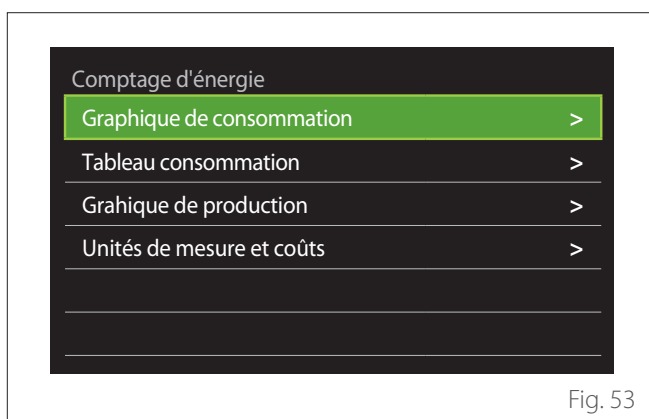 Comptage d'énergie
Graphique de consommation >
Tableau consommation >
Grahique de production >
Unités de mesure et coûts >
Fig. 53